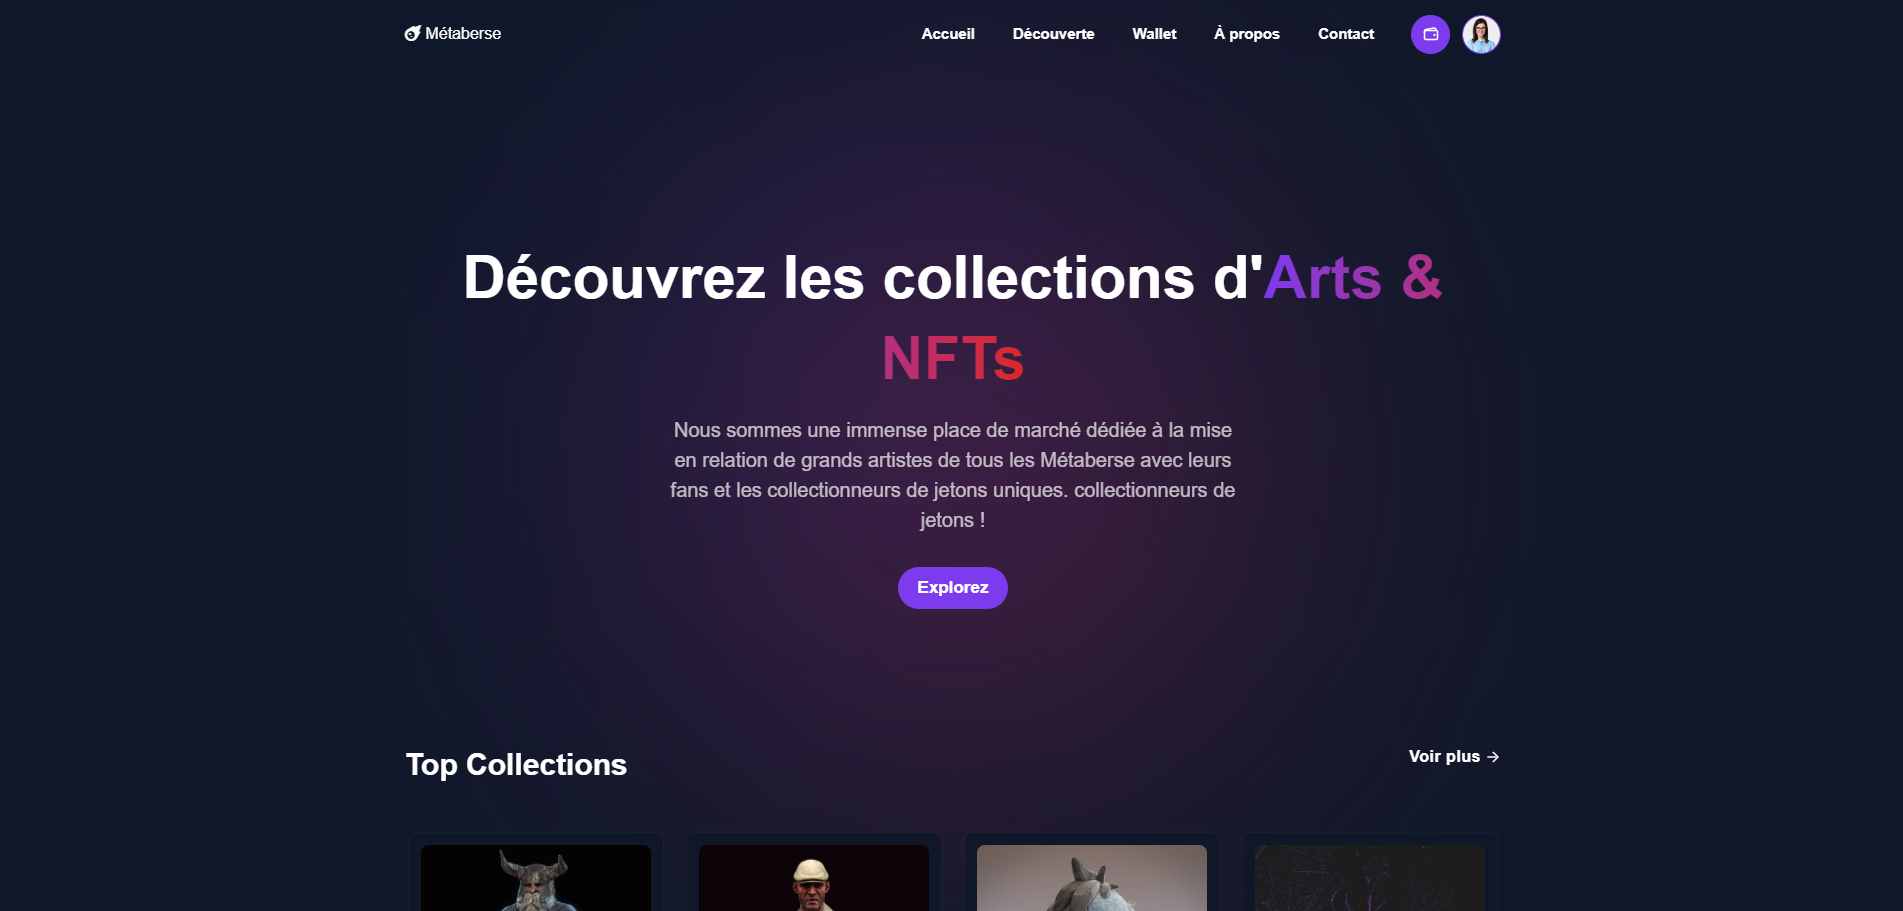 Métaberse
Accueil Découverte Wallet À propos Contact
Découvrez les collections d'Arts &
NFTs
Nous sommes une immense place de marché dédiée à la mise
en relation de grands artistes de tous les Métaberse avec leurs
fans et les collectionneurs de jetons uniques. collectionneurs de
jetons !
Explorez
Top Collections
Voir plus →